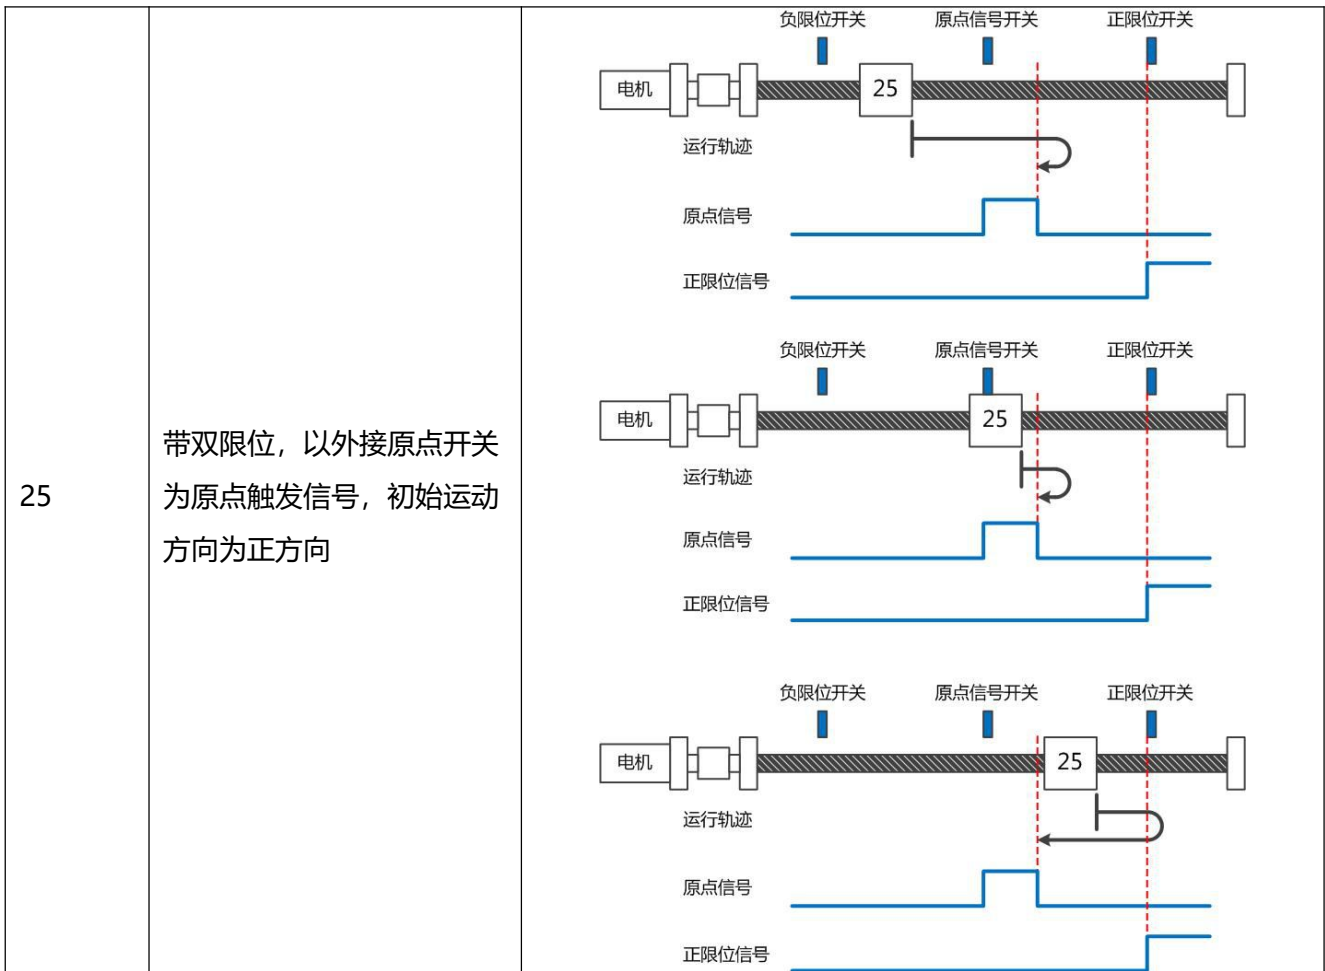 25
带双限位，以外接原点开关
为原点触发信号，初始运动
方向为正方向
负限位开关 原点信号开关 正限位开关
电机 25
运行轨迹
原点信号
正限位信号
负限位开关 原点信号开关 正限位开关
电机 25
运行轨迹
原点信号
正限位信号
负限位开关 原点信号开关 正限位开关
电机 25
运行轨迹
原点信号
正限位信号